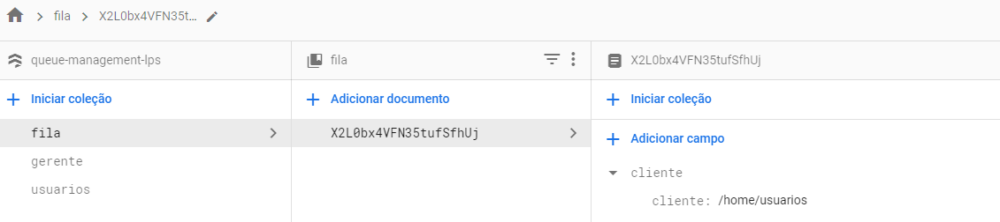 fila X2L0bx4VFN35t...
queue-management-lps
fila
X2L0bx4VFN35tufSfhUj
Iniciar coleção
Adicionar documento
Iniciar coleção
fila
X2L0bx4VFN35tufSfhUj
Adicionar campo
gerente
cliente
usuarios
cliente: /home/usuarios